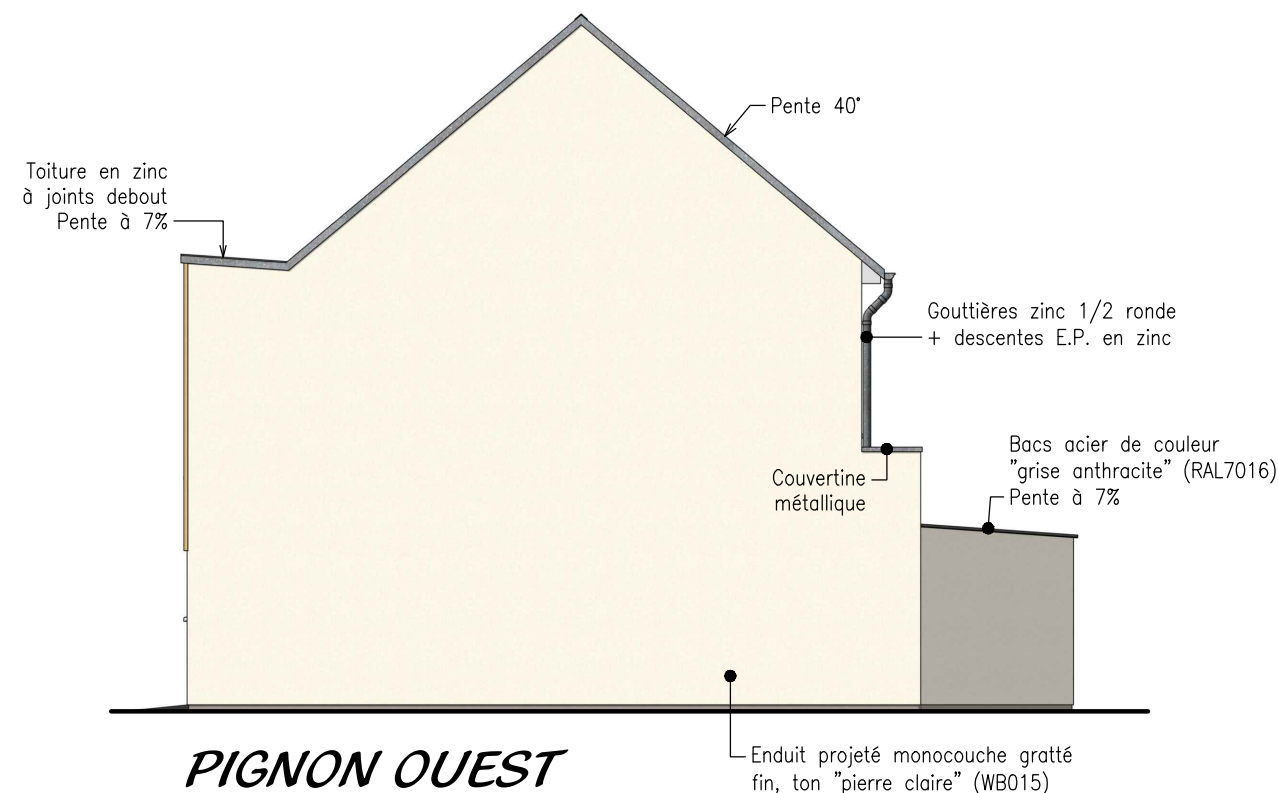 Pente 40°
Toiture en zinc
à joints debout
Pente à 7%
Gouttières zinc 1/2 ronde
+ descentes E.P. en zinc
Bacs acier de couleur
"grise anthracite" (RAL7016)
Pente à 7%
Couvertine
métallique
Enduit projeté monocouche gratté
fin, ton "pierre claire" (WB015)
PIGNON OUEST